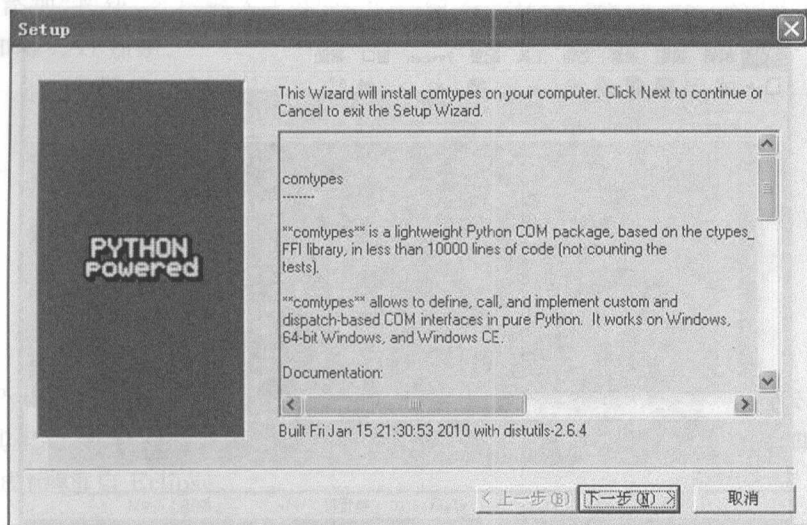 Setup
This Wizard will install comtypes on your computer. Click Next to continue or
Cancel to exit the Setup Wizard.
comtypes
--------
**comtypes** is a lightweight Python COM package, based on the ctypes_
FFI library, in less than 10000 lines of code (not counting the
tests).
**comtypes** allows to define, call, and implement custom and
dispatch-based COM interfaces in pure Python.  It works on Windows,
64-bit Windows, and Windows CE.
Documentation:
PYTHON
powered
Built Fri Jan 15 21:30:53 2010 with distutils-2.6.4
< 上一步(B)
下一步(N) >
取消